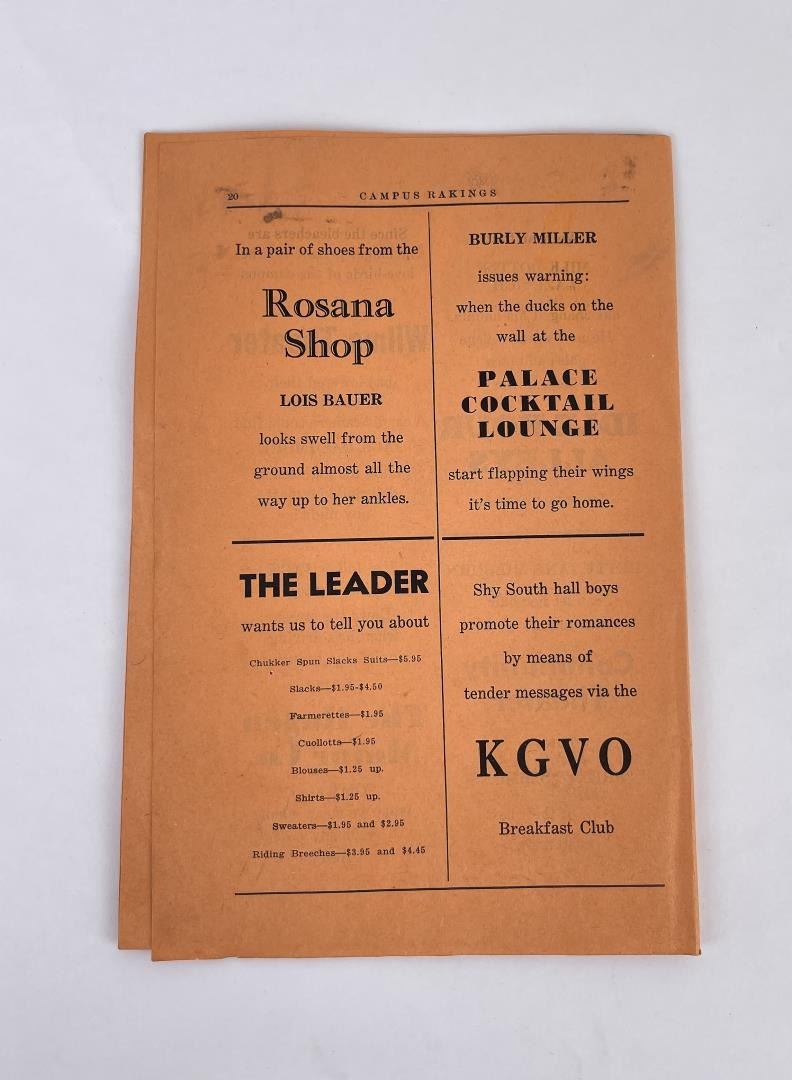 20
CAMPUS RAKINGS
In a pair of shoes from the
Rosana
Shop
LOIS BAUER
looks swell from the
ground almost all the
way up to her ankles.
BURLY MILLER
issues warning:
when the ducks on the
wall at the
PALACE
COCKTAIL
LOUNGE
start flapping their wings
it's time to go home.
THE LEADER
wants us to tell you about
Chukker Spun Slacks Suits—$5.95
Slacks—$1.95-$4.50
Farmerettes—$1.95
Cuollotts—$1.95
Blouses—$1.25 up.
Shirts—$1.25 up.
Sweaters—$1.95 and $2.95
Riding Breeches—$3.95 and $4.45
Shy South hall boys
promote their romances
by means of
tender messages via the
KGVO
Breakfast Club